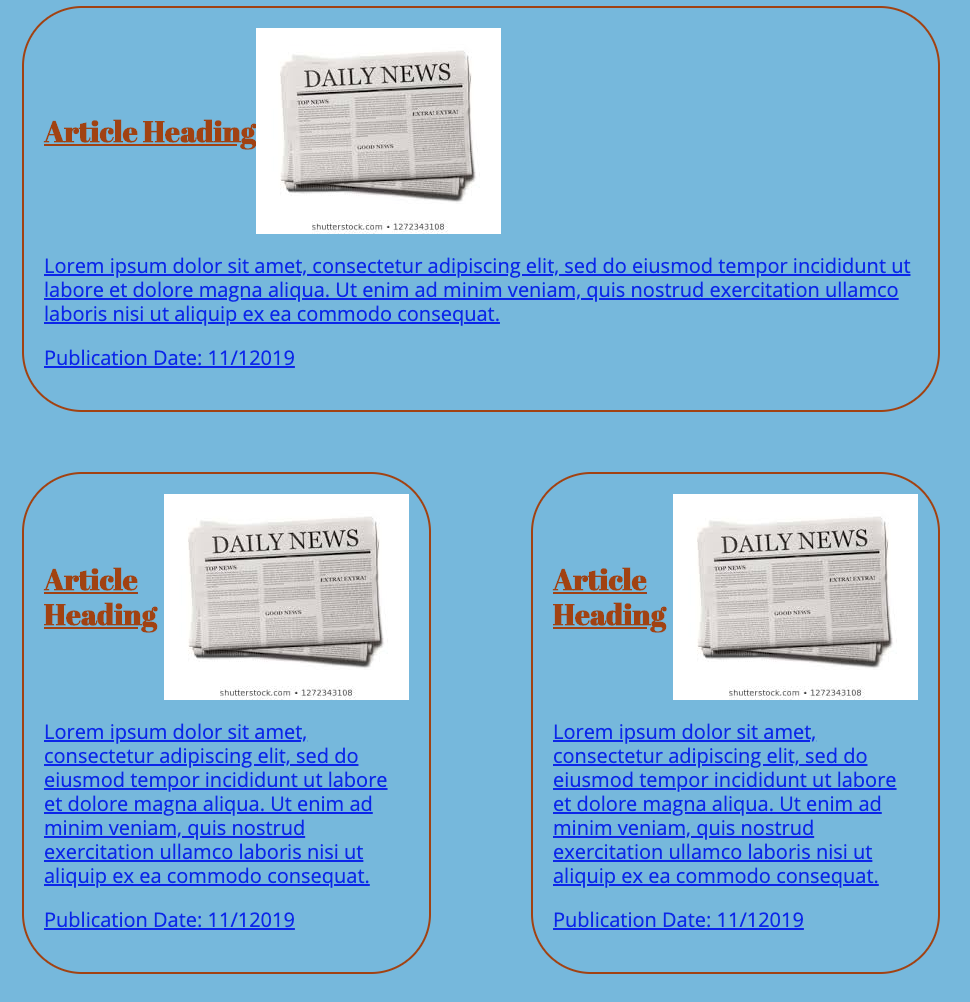 Article Heading
DAILY NEWS
TOP NEWS
EXTRA! EXTRA!
GOOD NEWS
shutterstock.com • 1272343108
Lorem ipsum dolor sit amet, consectetur adipiscing elit, sed do eiusmod tempor incididunt ut
labore et dolore magna aliqua. Ut enim ad minim veniam, quis nostrud exercitation ullamco
laboris nisi ut aliquip ex ea commodo consequat.
Publication Date: 11/12019
Article
Heading
DAILY NEWS
TOP NEWS
EXTRA! EXTRA!
GOOD NEWS
shutterstock.com • 1272343108
Lorem ipsum dolor sit amet,
consectetur adipiscing elit, sed do
eiusmod tempor incididunt ut labore
et dolore magna aliqua. Ut enim ad
minim veniam, quis nostrud
exercitation ullamco laboris nisi ut
aliquip ex ea commodo consequat.
Publication Date: 11/12019
Article
Heading
DAILY NEWS
TOP NEWS
EXTRA! EXTRA!
GOOD NEWS
shutterstock.com • 1272343108
Lorem ipsum dolor sit amet,
consectetur adipiscing elit, sed do
eiusmod tempor incididunt ut labore
et dolore magna aliqua. Ut enim ad
minim veniam, quis nostrud
exercitation ullamco laboris nisi ut
aliquip ex ea commodo consequat.
Publication Date: 11/12019